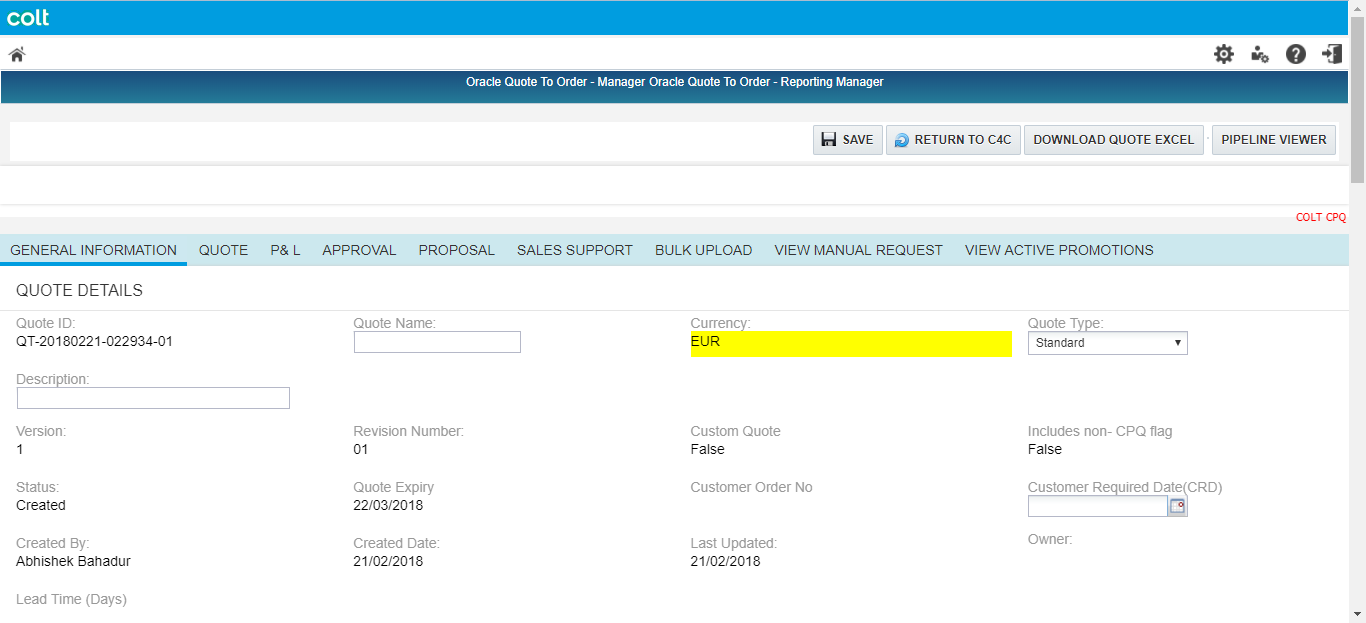 colt
Oracle Quote To Order - Manager Oracle Quote To Order - Reporting Manager
SAVE RETURN TO C4C DOWNLOAD QUOTE EXCEL PIPELINE VIEWER
COLT CPQ
GENERAL INFORMATION QUOTE P& L APPROVAL PROPOSAL SALES SUPPORT BULK UPLOAD VIEW MANUAL REQUEST VIEW ACTIVE PROMOTIONS
QUOTE DETAILS
Quote ID: Quote Name: Currency: Quote Type:
QT-20180221-022934-01 EUR Standard
Description:
Version: Revision Number: Custom Quote Includes non- CPQ flag
1 01 False False
Status: Quote Expiry Customer Order No Customer Required Date(CRD)
Created 22/03/2018
Created By: Created Date: Last Updated: Owner:
Abhishek Bahadur 21/02/2018 21/02/2018
Lead Time (Days)